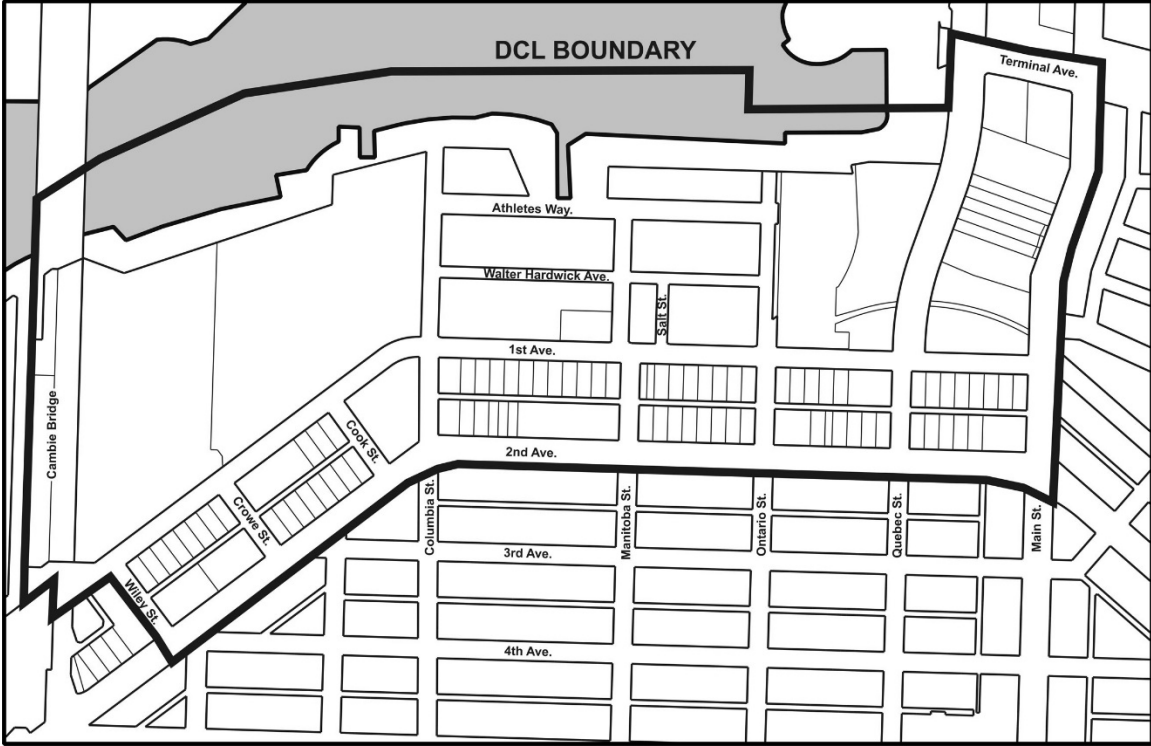 DCL BOUNDARY
Terminal Ave.
Athletes Way.
Walter Hardwick Ave.
Salt St.
1st Ave.
Cambie Bridge
Cook St.
2nd Ave.
Crowe St.
Columbia St.
Manitoba St.
Ontario St.
Quebec St.
Main St.
3rd Ave.
Wiley St.
4th Ave.